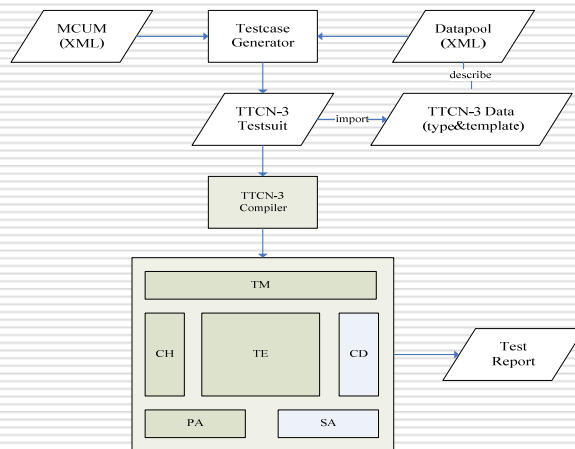 MCUM
(XML)
Testcase
Generator
Datapool
(XML)
describe
TTCN-3
Testsuit
import
TTCN-3 Data
(type&template)
TTCN-3
Compiler
TM
CH
TE
CD
PA
SA
Test
Report